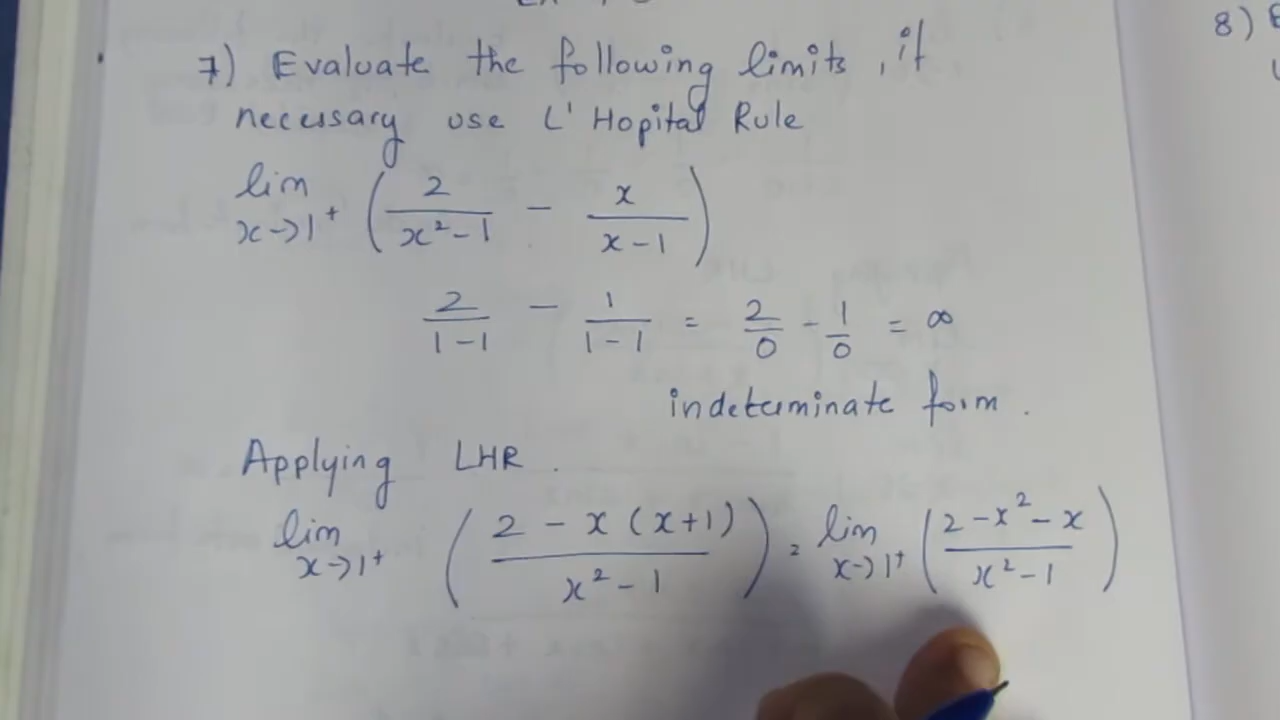 7) Evaluate the following limits, if
necessary use L' Hopital Rule
lim x→1⁺ (2/(x²-1) - x/(x-1))
2/(1-1) - 1/(1-1) = 2/0 - 1/0 = ∞
indeterminate form.
Applying LHR.
lim x→1⁺ ((2 - x(x+1))/(x²-1)) = lim x→1⁺ ((2-x²-x)/(x²-1))
8)